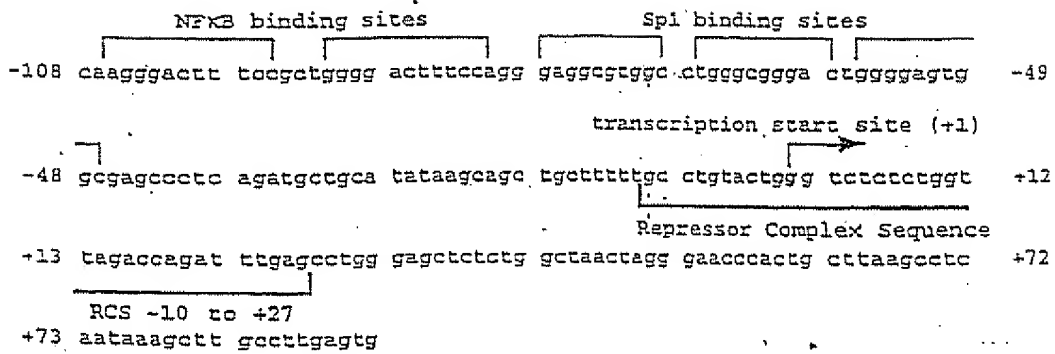 NFκB binding sites Sp1 binding sites
-108 caagggactt tccgctgggg actttccagg gaggcgtggc ctgggcggga ctggggagtg -49
transcription start site (+1)
-48 gcgagccctc agatgctgca tataagcagc tgctttttgc ctgtactggg tctctctggt +12
Repressor Complex Sequence
+13 tagaccagat ttgagcctgg gagctctctg gctaactagg gaacccactg cttaagcctc +72
RCS -10 to +27
+73 aataaagctt gccttgagtg